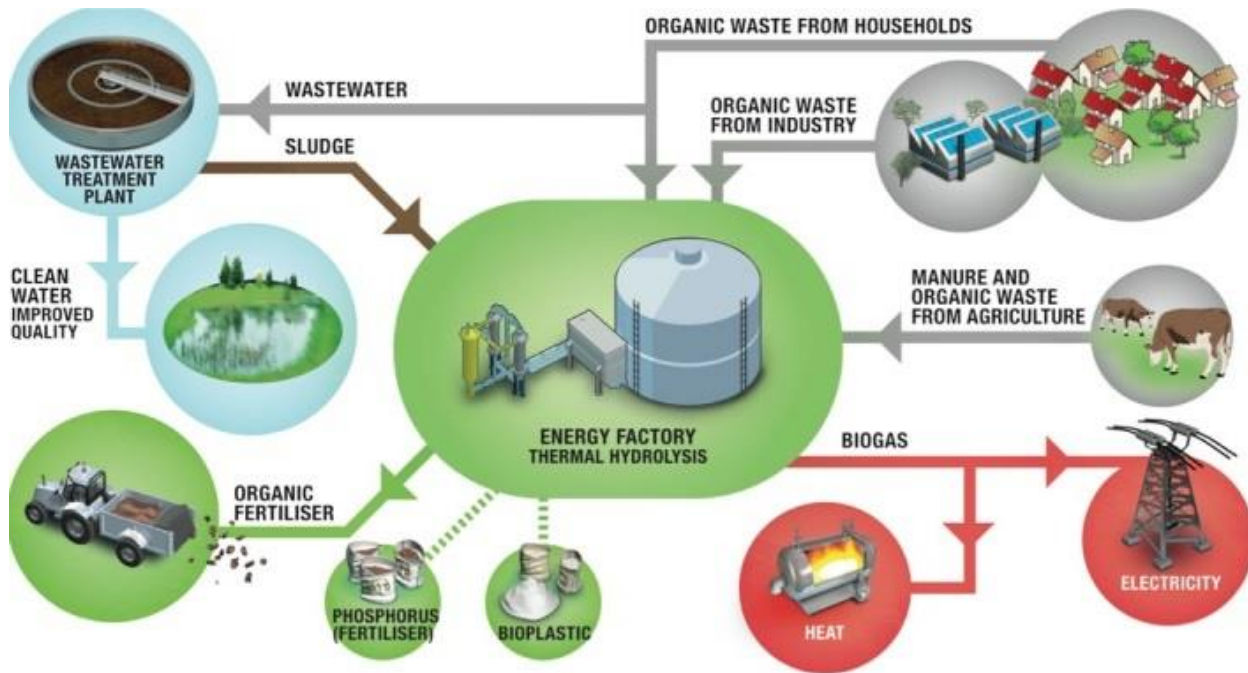 ORGANIC WASTE FROM HOUSEHOLDS
WASTEWATER
ORGANIC WASTE
FROM INDUSTRY
SLUDGE
WASTEWATER
TREATMENT
PLANT
CLEAN
WATER
IMPROVED
QUALITY
MANURE AND
ORGANIC WASTE
FROM AGRICULTURE
ENERGY FACTORY
THERMAL HYDROLYSIS
BIOGAS
ORGANIC
FERTILISER
PHOSPHORUS
(FERTILISER)
BIOPLASTIC
HEAT
ELECTRICITY